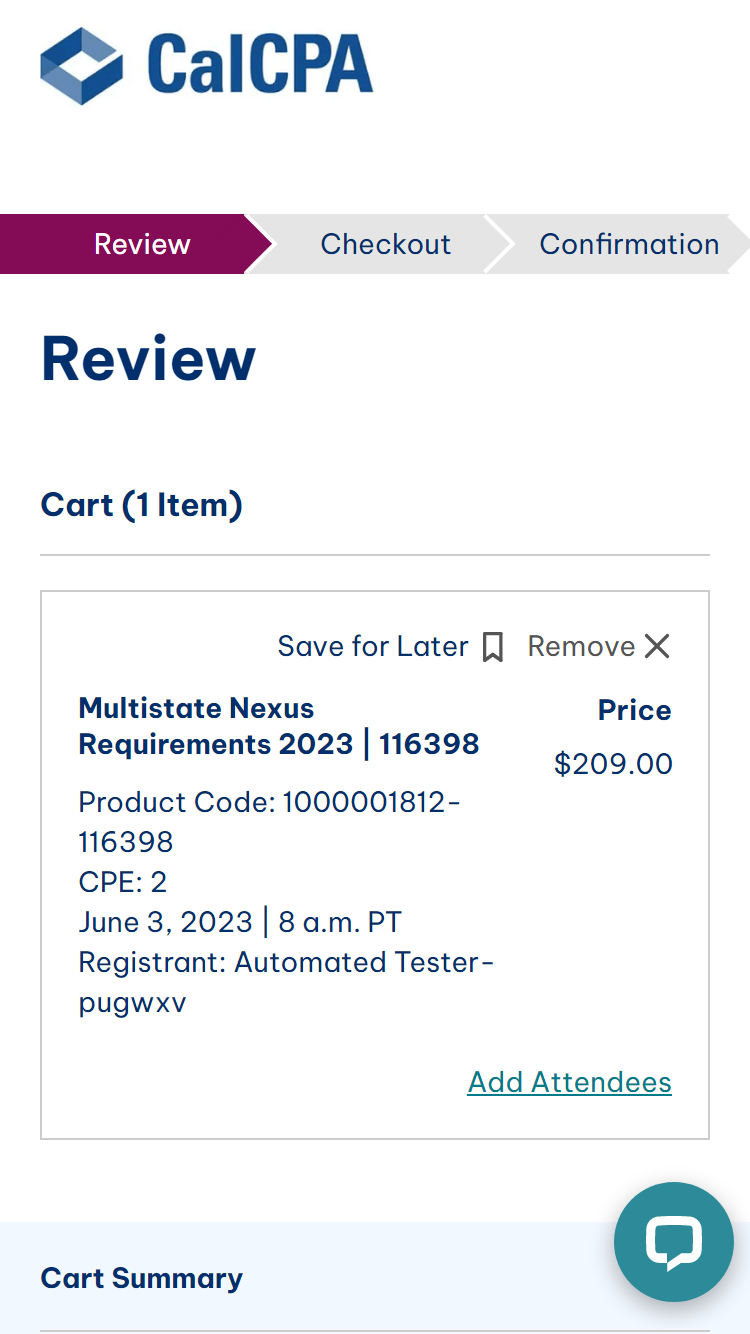 CalCPA
Review
Checkout
Confirmation
Review
Cart (1 Item)
Save for Later
Remove
Multistate Nexus
Requirements 2023 | 116398
Price
$209.00
Product Code: 1000001812-
116398
CPE: 2
June 3, 2023 | 8 a.m. PT
Registrant: Automated Tester-
pugwxv
Add Attendees
Cart Summary